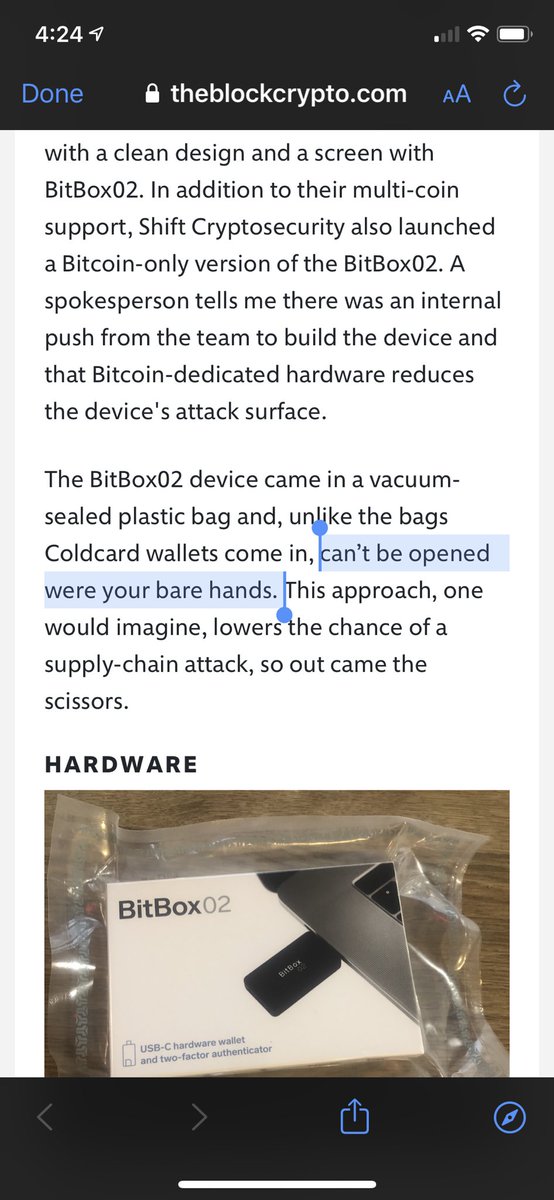 4:24
Done
theblockcrypto.com
AA
with a clean design and a screen with
BitBox02. In addition to their multi-coin
support, Shift Cryptosecurity also launched
a Bitcoin-only version of the BitBox02. A
spokesperson tells me there was an internal
push from the team to build the device and
that Bitcoin-dedicated hardware reduces
the device's attack surface.
The BitBox02 device came in a vacuum-
sealed plastic bag and, unlike the bags
Coldcard wallets come in, can’t be opened
were your bare hands. This approach, one
would imagine, lowers the chance of a
supply-chain attack, so out came the
scissors.
HARDWARE
BitBox02
BitBox
02
USB-C hardware wallet
and two-factor authenticator